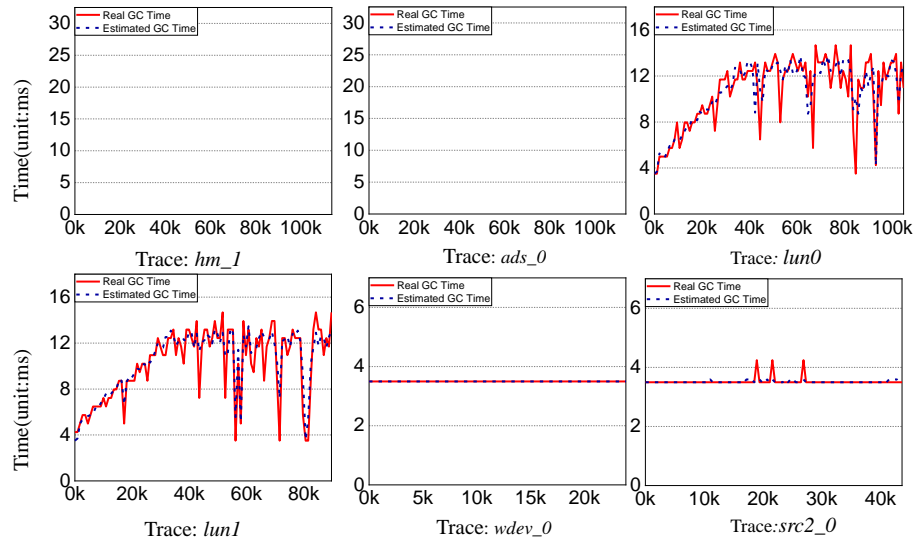 Time(unit:ms)
Real GC Time
Estimated GC Time
30
25
20
15
10
5
0
0k 20k 40k 60k 80k 100k
Trace: hm_1
Real GC Time
Estimated GC Time
30
25
20
15
10
5
0
0k 20k 40k 60k 80k 100k
Trace: ads_0
Real GC Time
Estimated GC Time
16
12
8
4
0
0k 20k 40k 60k 80k 100k
Trace: lun0
Time(unit:ms)
Real GC Time
Estimated GC Time
16
12
8
4
0
0k 20k 40k 60k 80k
Trace: lun1
Real GC Time
Estimated GC Time
6
4
2
0
0k 5k 10k 15k 20k
Trace: wdev_0
Real GC Time
Estimated GC Time
6
4
2
0
0k 10k 20k 30k 40k
Trace:src2_0